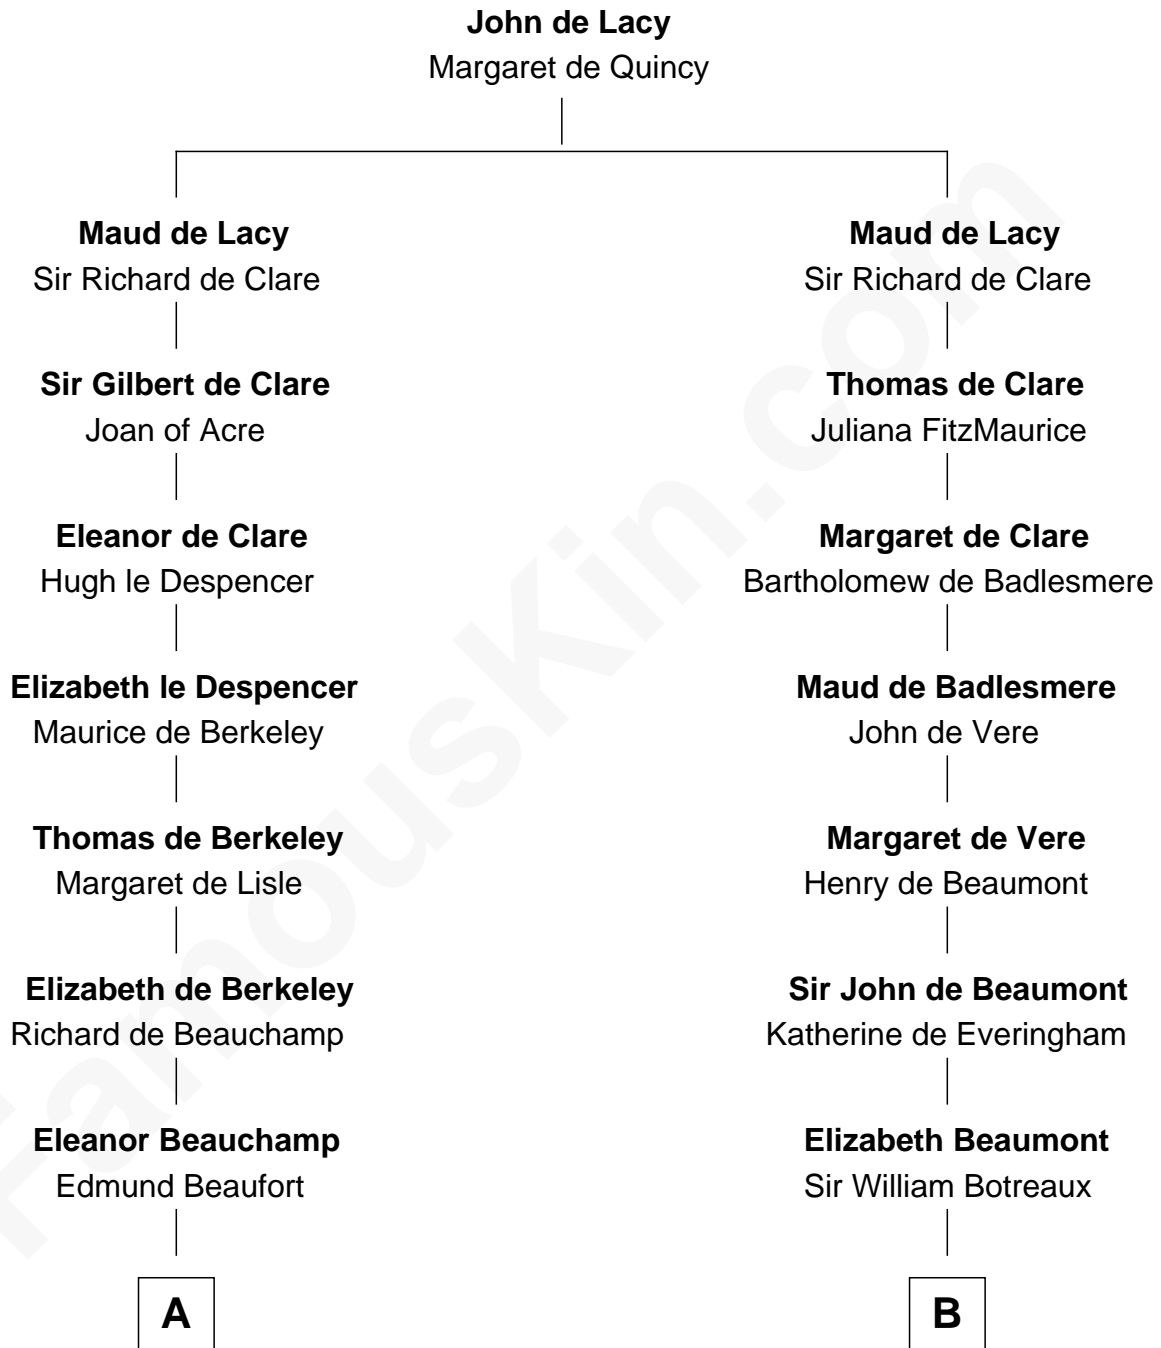 John de Lacy
Margaret de Quincy
Maud de Lacy
Sir Richard de Clare
Maud de Lacy
Sir Richard de Clare
Sir Gilbert de Clare
Joan of Acre
Thomas de Clare
Juliana FitzMaurice
Eleanor de Clare
Hugh le Despencer
Margaret de Clare
Bartholomew de Badlesmere
Elizabeth le Despencer
Maurice de Berkeley
Maud de Badlesmere
John de Vere
Thomas de Berkeley
Margaret de Lisle
Margaret de Vere
Henry de Beaumont
Elizabeth de Berkeley
Richard de Beauchamp
Sir John de Beaumont
Katherine de Everingham
Eleanor Beauchamp
Edmund Beaufort
Elizabeth Beaumont
Sir William Botreaux
A
B
FamousKin.com